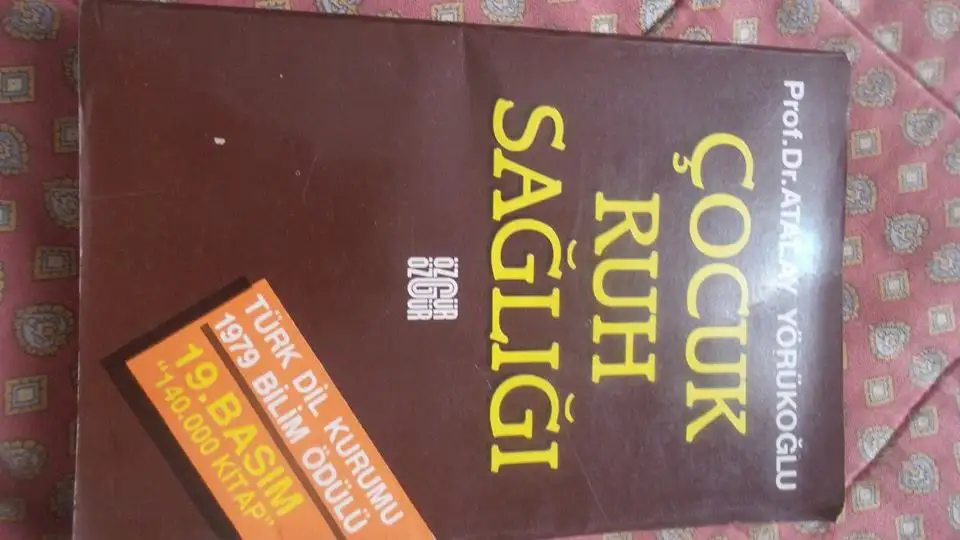 Prof.Dr.ATALAY YÖRÜKOĞLU
ÇOCUK
RUH
SAĞLIĞI
ÖZGÜR
ÖZGÜR
TÜRK DİL KURUMU
1979 BİLİM ÖDÜLÜ
19.BASIM
"140.000 KİTAP"